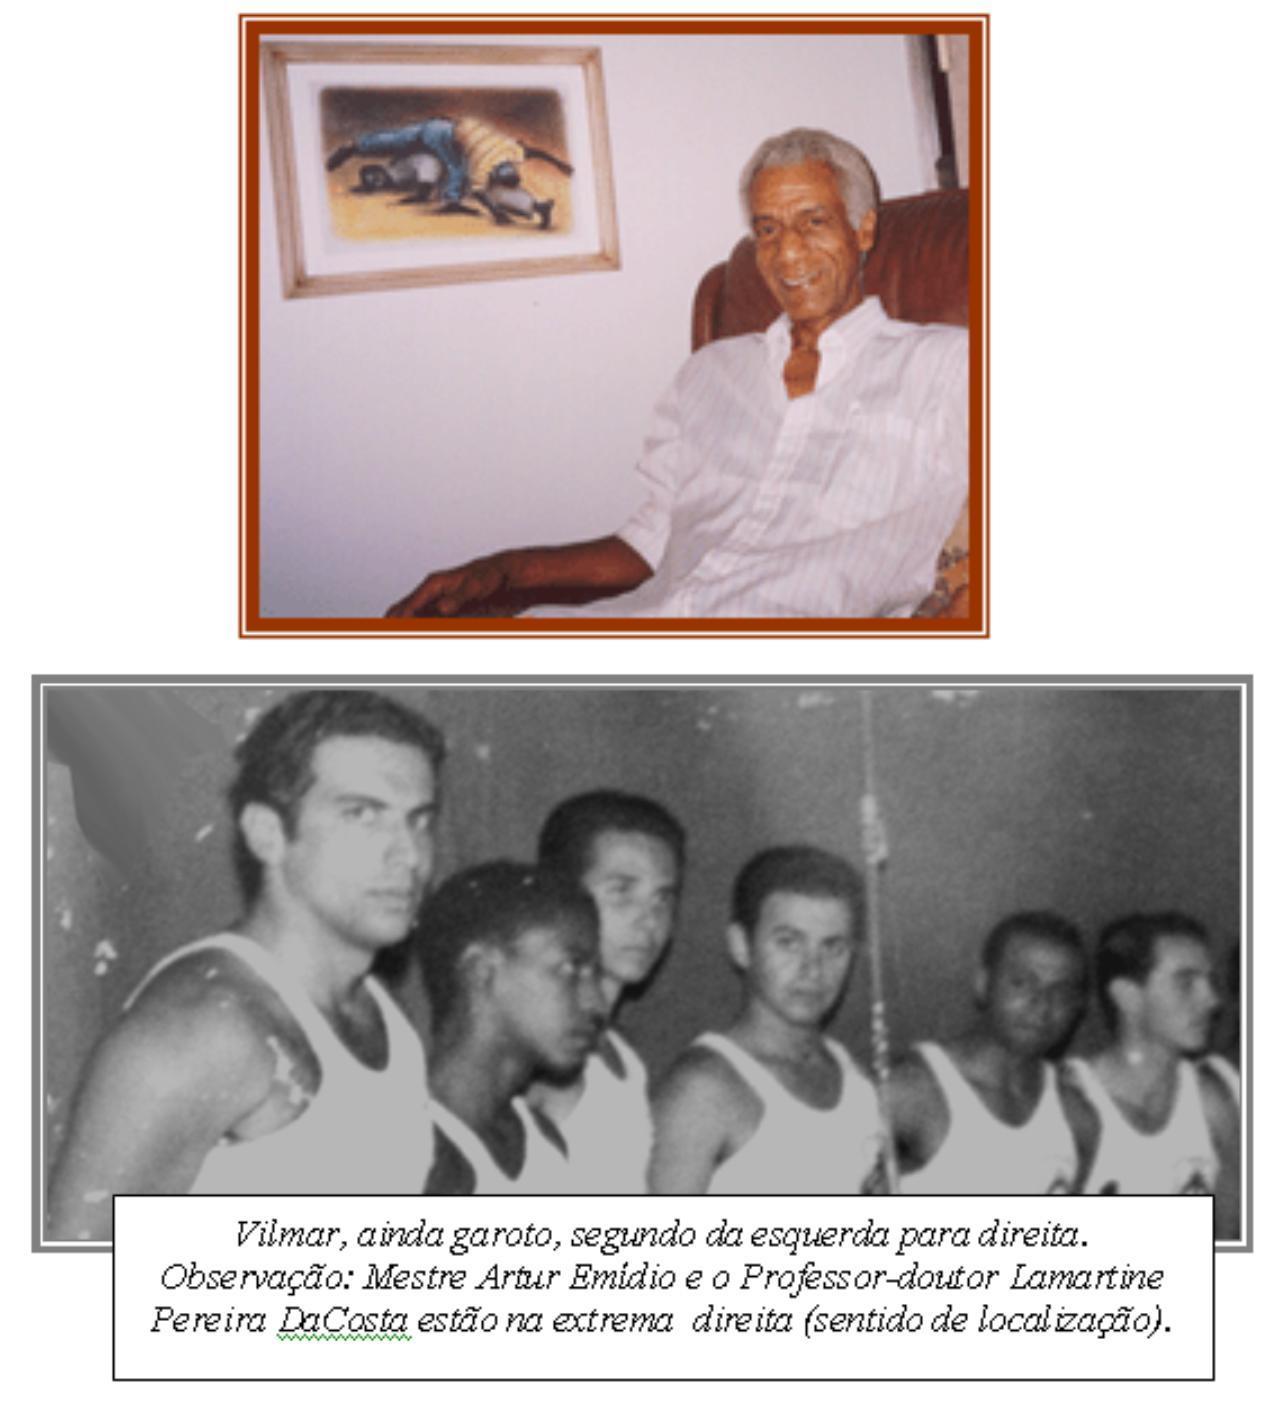 Vilmar, ainda garoto, segundo da esquerda para direita.
Observação: Mestre Artur Emídio e o Professor-doutor Lamartine
Pereira DaCosta estão na extrema direita (sentido de localização).